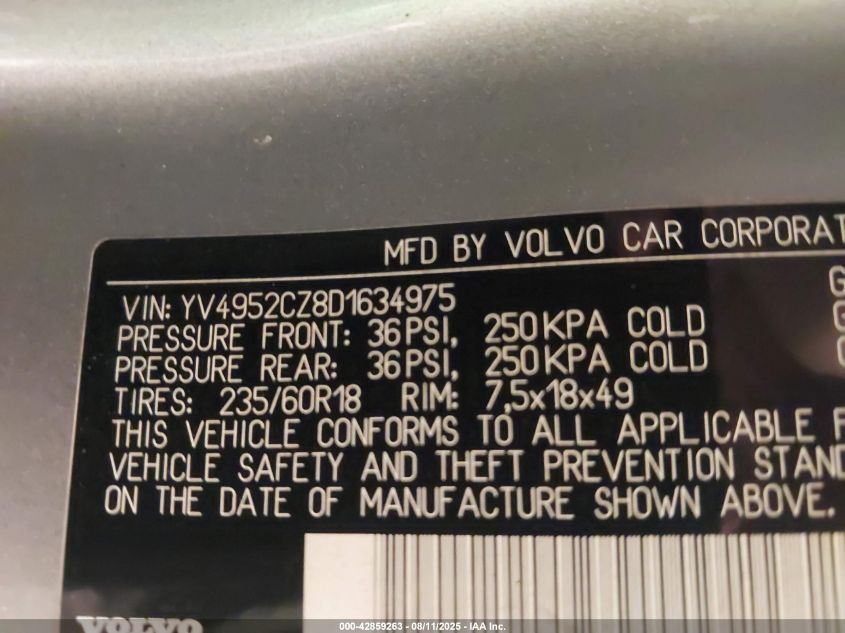 MFD BY VOLVO CAR CORPORAT
VIN: YV4952CZ8D1634975
PRESSURE FRONT: 36 PSI, 250 KPA COLD
PRESSURE REAR: 36 PSI, 250 KPA COLD
TIRES: 235/60R18 RIM: 7,5x18x49
THIS VEHICLE CONFORMS TO ALL APPLICABLE F
VEHICLE SAFETY AND THEFT PREVENTION STAND
ON THE DATE OF MANUFACTURE SHOWN ABOVE.
VOLVO
000-42859263 - 08/11/2025 - IAA Inc.